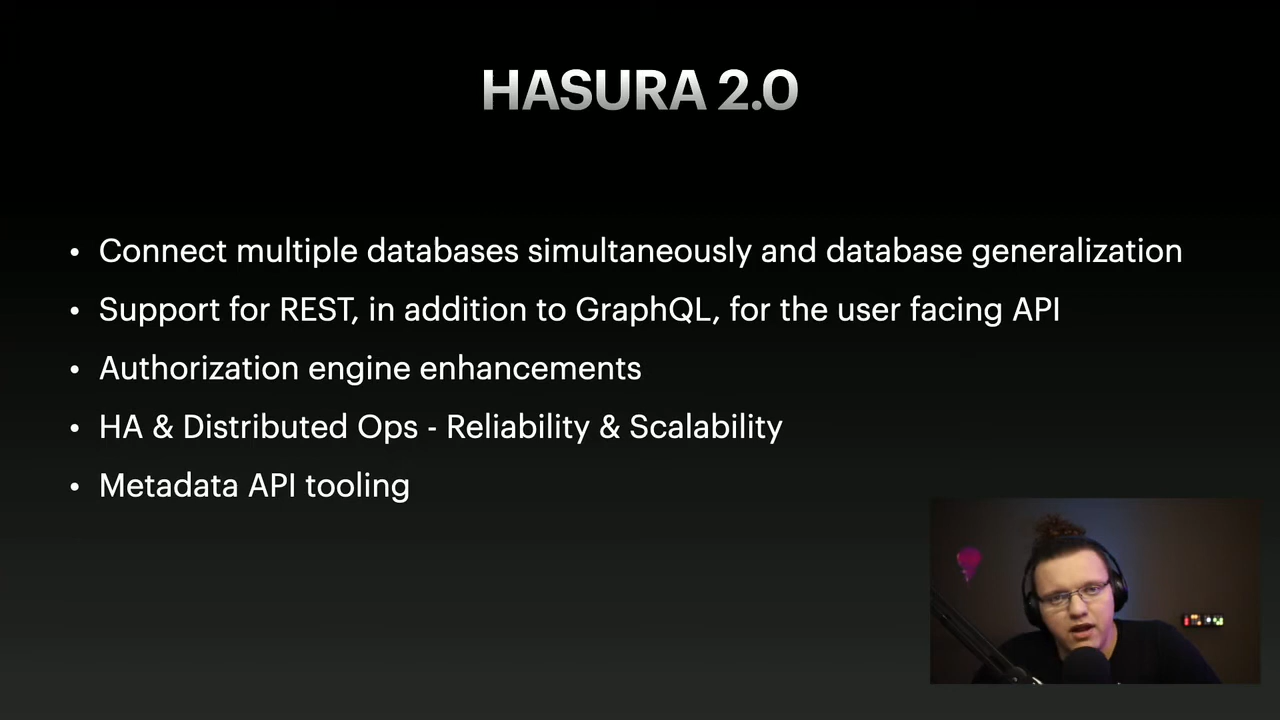 HASURA 2.0
• Connect multiple databases simultaneously and database generalization
• Support for REST, in addition to GraphQL, for the user facing API
• Authorization engine enhancements
• HA & Distributed Ops - Reliability & Scalability
• Metadata API tooling